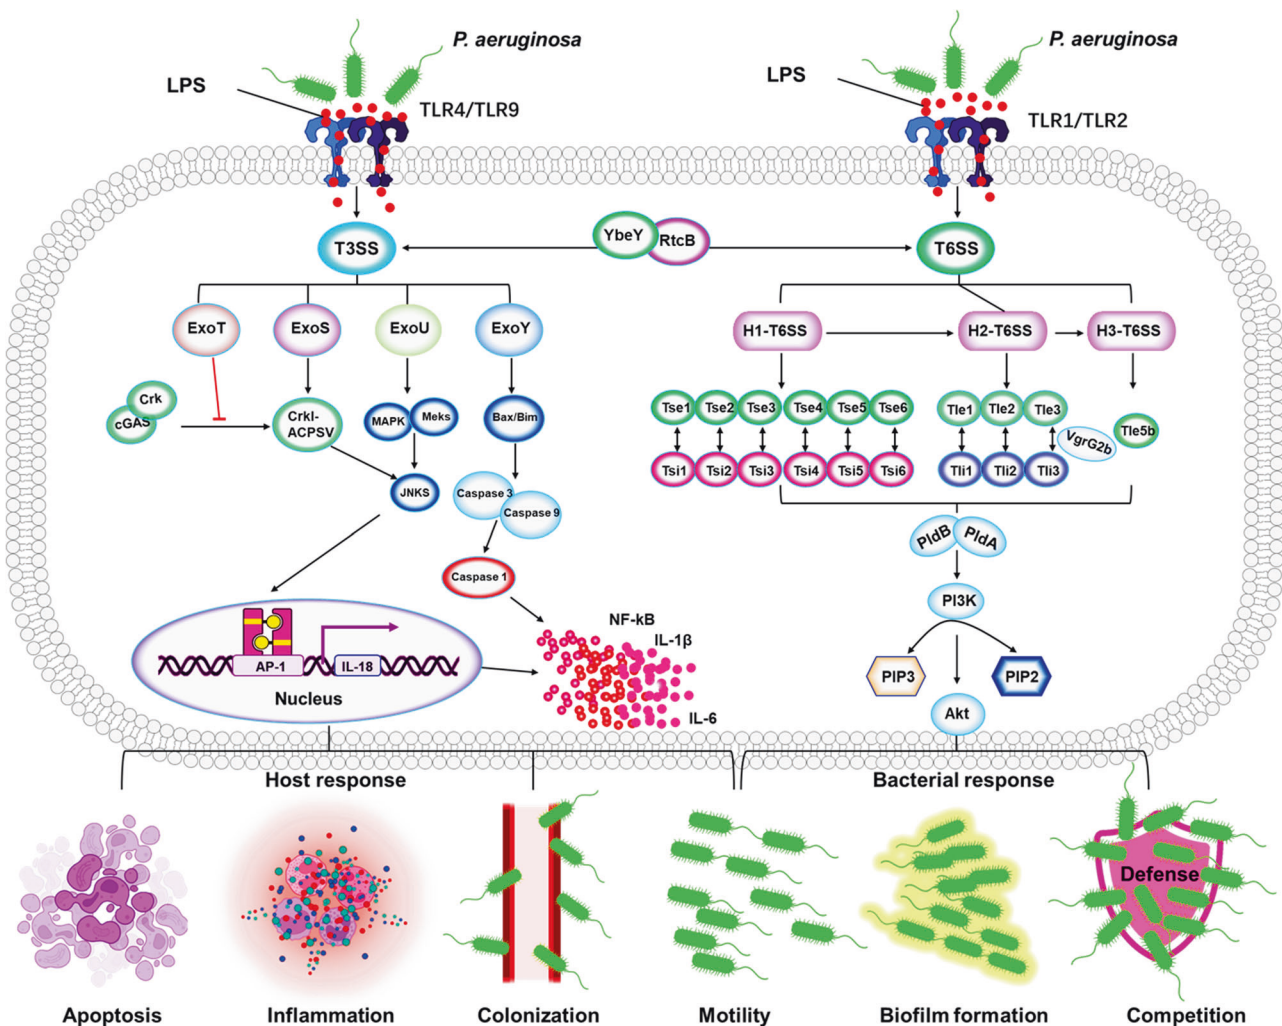 P. aeruginosa
P. aeruginosa
LPS
LPS
TLR4/TLR9
TLR1/TLR2
T3SS
YbeY
RtcB
T6SS
ExoT
ExoS
ExoU
ExoY
H1-T6SS
H2-T6SS
H3-T6SS
Crk
cGAS
CrkI-
ACPSV
MAPK
Meks
Bax/Bim
Tse1
Tse2
Tse3
Tse4
Tse5
Tse6
Tle1
Tle2
Tle3
VgrG2b
Tle5b
Tsi1
Tsi2
Tsi3
Tsi4
Tsi5
Tsi6
Tli1
Tli2
Tli3
JNKS
Caspase 3
Caspase 9
PldB
PldA
Caspase 1
PI3K
NF-kB
IL-1β
IL-6
AP-1
IL-18
Nucleus
PIP3
PIP2
Akt
Host response
Bacterial response
Defense
Apoptosis
Inflammation
Colonization
Motility
Biofilm formation
Competition